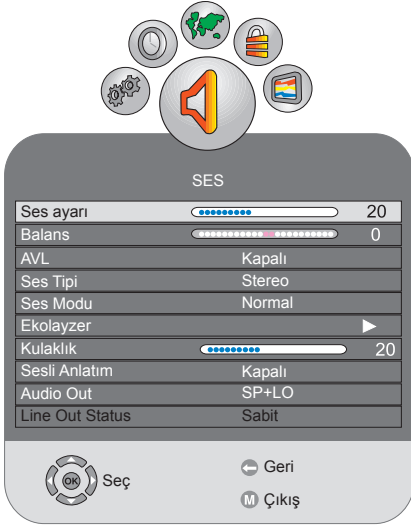 SES
Ses ayarı 20
Balans 0
AVL Kapalı
Ses Tipi Stereo
Ses Modu Normal
Ekolayzer
Kulaklık 20
Sesli Anlatım Kapalı
Audio Out SP+LO
Line Out Status Sabit
OK Seç
Geri
M Çıkış